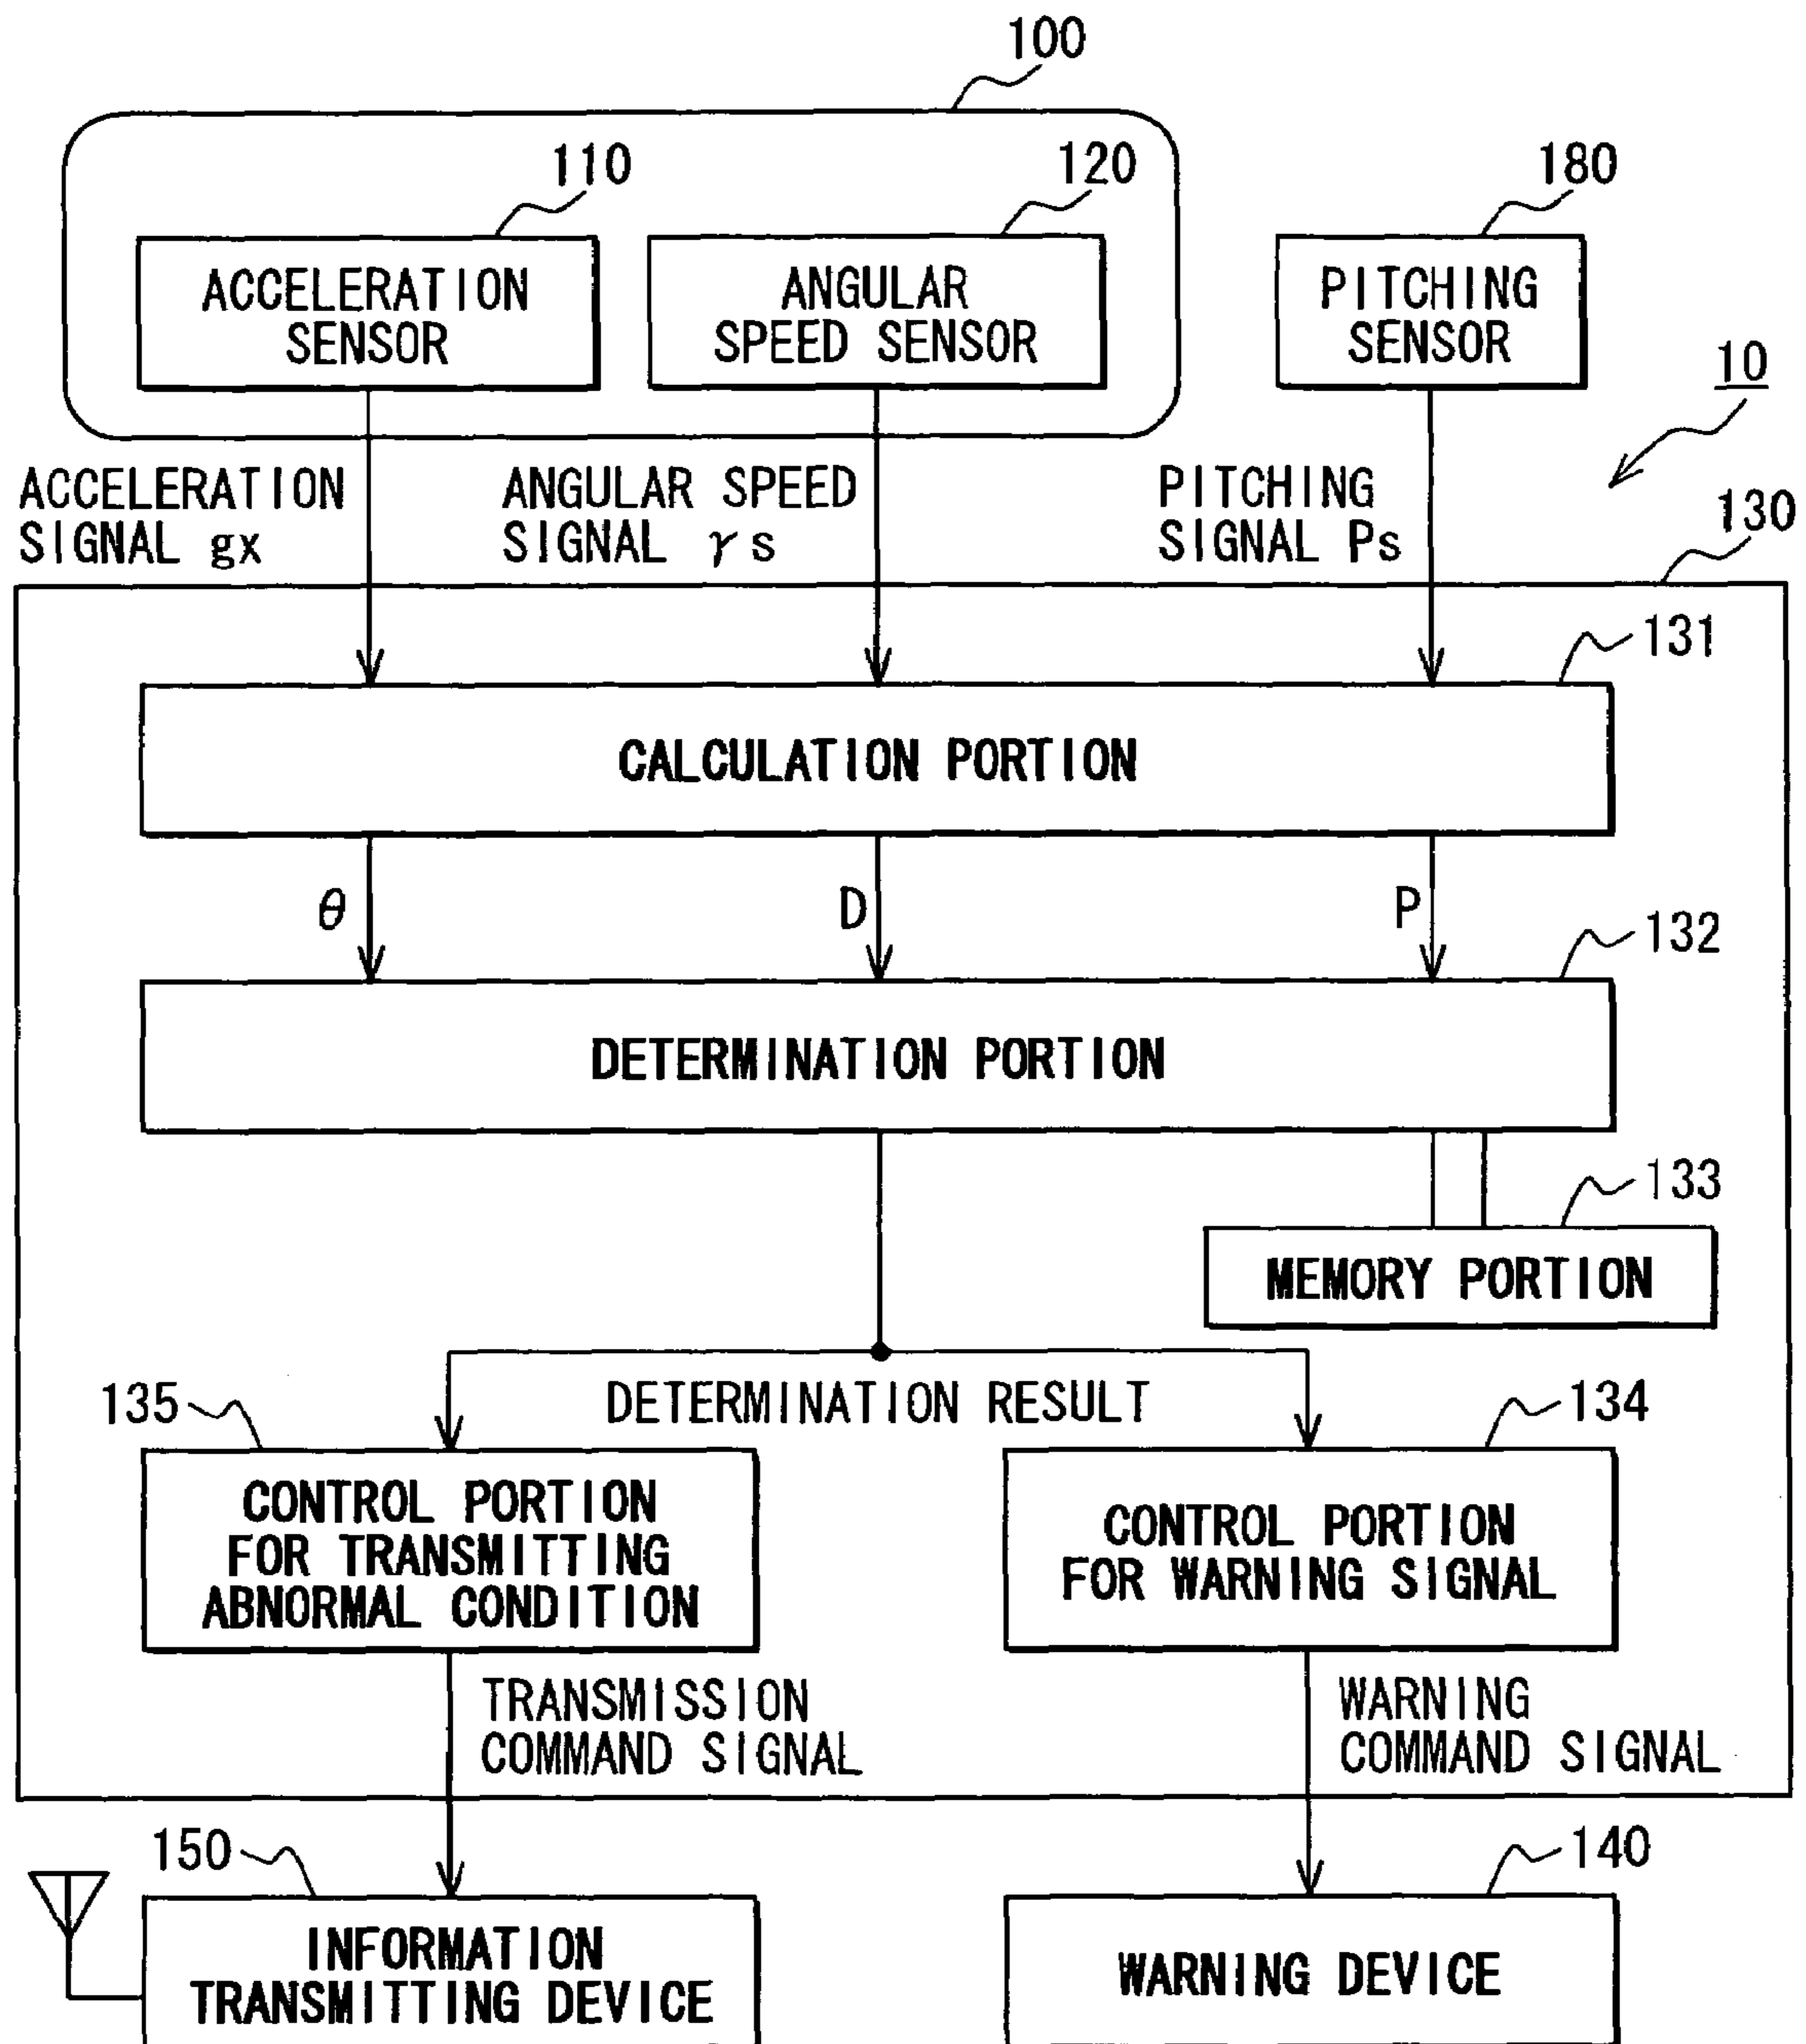 100
110
120
180
ACCELERATION
SENSOR
ANGULAR
SPEED SENSOR
PITCHING
SENSOR
10
ACCELERATION
SIGNAL gx
ANGULAR SPEED
SIGNAL γs
PITCHING
SIGNAL Ps
130
131
CALCULATION PORTION
θ
D
P
132
DETERMINATION PORTION
133
MEMORY PORTION
135
DETERMINATION RESULT
134
CONTROL PORTION
FOR TRANSMITTING
ABNORMAL CONDITION
CONTROL PORTION
FOR WARNING SIGNAL
TRANSMISSION
COMMAND SIGNAL
WARNING
COMMAND SIGNAL
150
140
INFORMATION
TRANSMITTING DEVICE
WARNING DEVICE